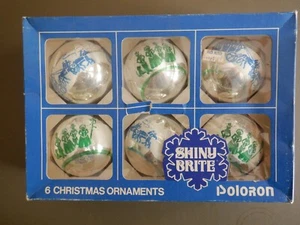 SHINY
BRITE
6 CHRISTMAS ORNAMENTS
Poloron